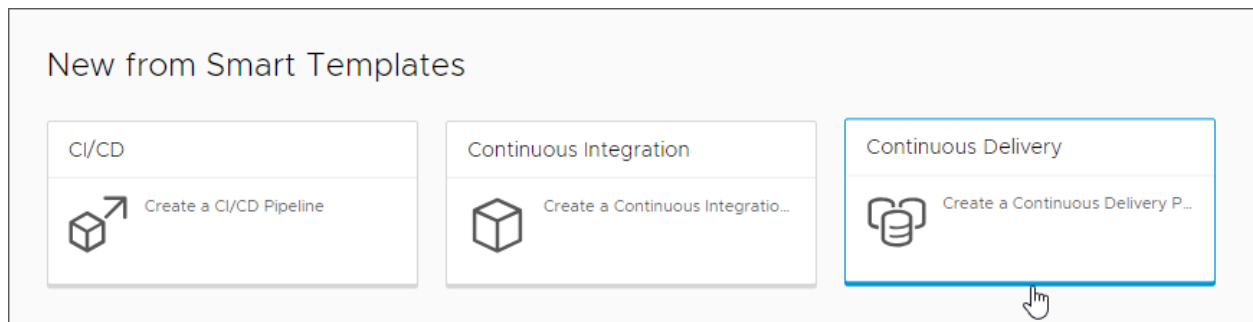 New from Smart Templates
CI/CD
Create a CI/CD Pipeline
Continuous Integration
Create a Continuous Integratio...
Continuous Delivery
Create a Continuous Delivery P...